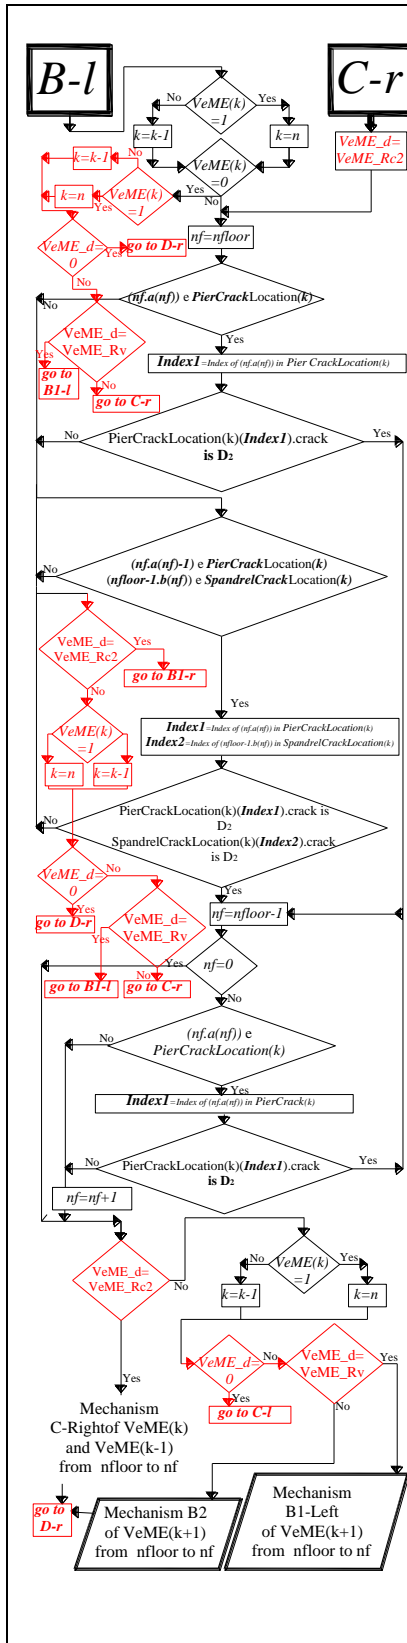 B-l
C-r
VeME(k)
=1
No
Yes
k=k-1
k=n
VeME_d=
VeME_Rc2
VeME(k)
=0
k=k-1
No
k=n
Yes
VeME(k)
=1
Yes
No
VeME_d=
0
Yes
go to D-r
nf=nfloor
No
(nf.a(nf)) e PierCrackLocation(k)
No
Yes
VeME_d=
VeME_Rv
Yes
No
go to
B1-l
go to C-r
Index1=Index of (nf.a(nf)) in Pier CrackLocation(k)
No
PierCrackLocation(k)(Index1).crack
is D2
Yes
(nf.a(nf)-1) e PierCrackLocation(k)
(nfloor-1.b(nf)) e SpandrelCrackLocation(k)
No
VeME_d=
VeME_Rc2
Yes
go to B1-r
No
Yes
VeME(k)
=1
k=n
k=k-1
Index1=Index of (nf.a(nf)) in PierCrackLocation(k)
Index2=Index of (nfloor-1.b(nf)) in SpandrelCrackLocation(k)
PierCrackLocation(k)(Index1).crack is
D2
SpandrelCrackLocation(k)(Index2).crack
is D2
No
VeME_d=
0
No
Yes
go to D-r
Yes
nf=nfloor-1
VeME_d=
VeME_Rv
Yes
No
go to B1-l
go to C-r
Yes
nf=0
No
No
(nf.a(nf)) e
PierCrackLocation(k)
Yes
Index1=Index of (nf.a(nf)) in PierCrack(k)
No
PierCrackLocation(k)(Index1).crack
is D2
Yes
nf=nf+1
VeME_d=
VeME_Rc2
No
VeME(k)
=1
No
Yes
k=k-1
k=n
VeME_d=
0
No
Yes
go to C-l
VeME_d=
VeME_Rv
Yes
No
Yes
Mechanism
C-Rightof VeME(k)
and VeME(k-1)
from nfloor to nf
go to
D-r
Mechanism B2
of VeME(k+1)
from nfloor to nf
Mechanism
B1-Left
of VeME(k+1)
from nfloor to nf